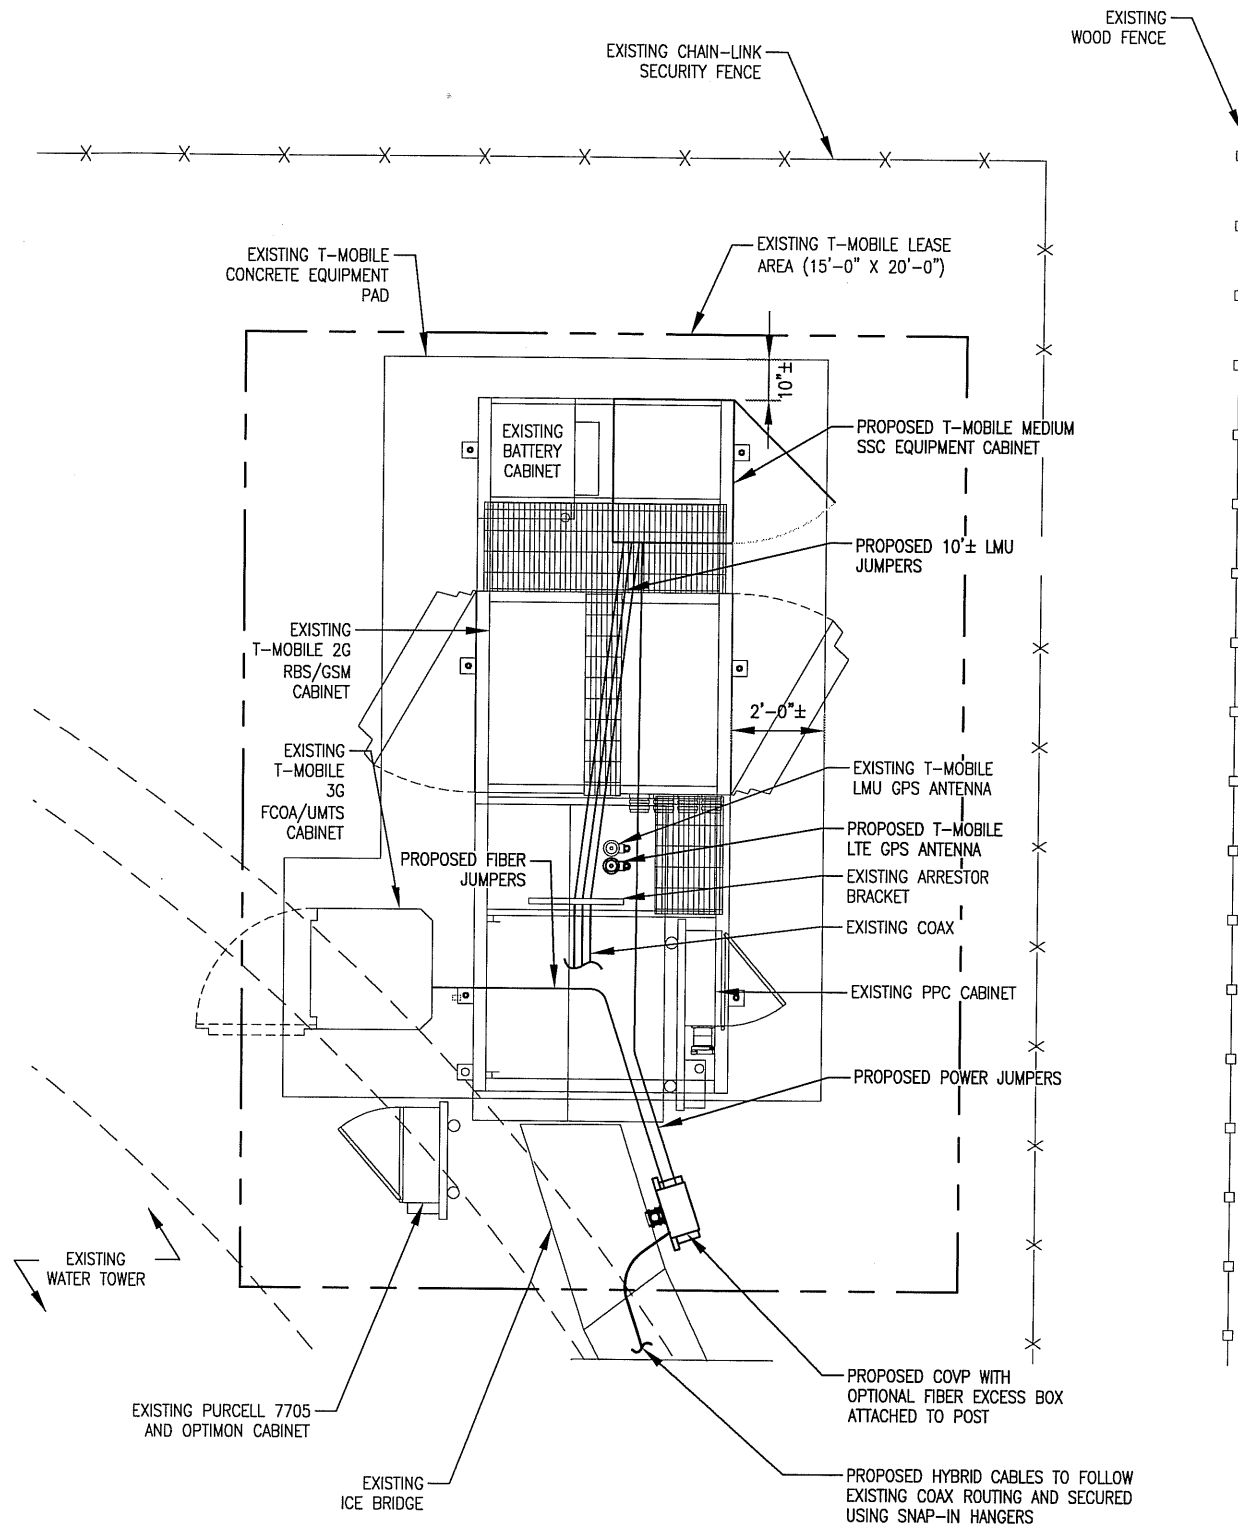 EXISTING
WOOD FENCE
EXISTING CHAIN-LINK
SECURITY FENCE
EXISTING T-MOBILE
CONCRETE EQUIPMENT
PAD
EXISTING T-MOBILE LEASE
AREA (15'-0" X 20'-0")
10"±
EXISTING
BATTERY
CABINET
PROPOSED T-MOBILE MEDIUM
SSC EQUIPMENT CABINET
PROPOSED 10'± LMU
JUMPERS
EXISTING
T-MOBILE 2G
RBS/GSM
CABINET
2'-0"±
EXISTING
T-MOBILE
3G
FCOA/UMTS
CABINET
EXISTING T-MOBILE
LMU GPS ANTENNA
PROPOSED T-MOBILE
LTE GPS ANTENNA
PROPOSED FIBER
JUMPERS
EXISTING ARRESTOR
BRACKET
EXISTING COAX
EXISTING PPC CABINET
PROPOSED POWER JUMPERS
EXISTING
WATER TOWER
PROPOSED COVP WITH
OPTIONAL FIBER EXCESS BOX
ATTACHED TO POST
EXISTING PURCELL 7705
AND OPTIMON CABINET
EXISTING
ICE BRIDGE
PROPOSED HYBRID CABLES TO FOLLOW
EXISTING COAX ROUTING AND SECURED
USING SNAP-IN HANGERS